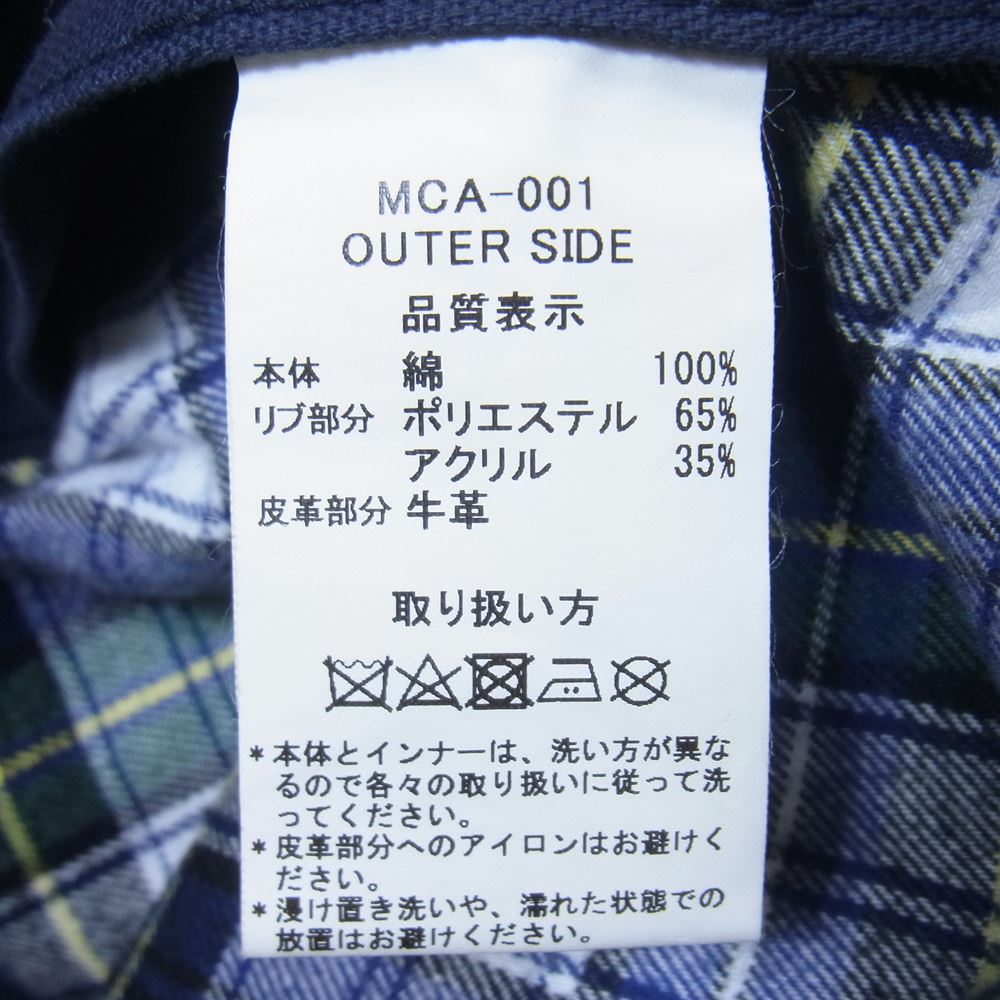 MCA-001
OUTER SIDE
品質表示
本体 綿 100%
リブ部分 ポリエステル 65%
アクリル 35%
皮革部分 牛革
取り扱い方
*本体とインナーは、洗い方が異な
るので各々の取り扱いに従って洗
ってください。
*皮革部分へのアイロンはお避けく
ださい。
*浸け置き洗いや、濡れた状態での
放置はお避けください。